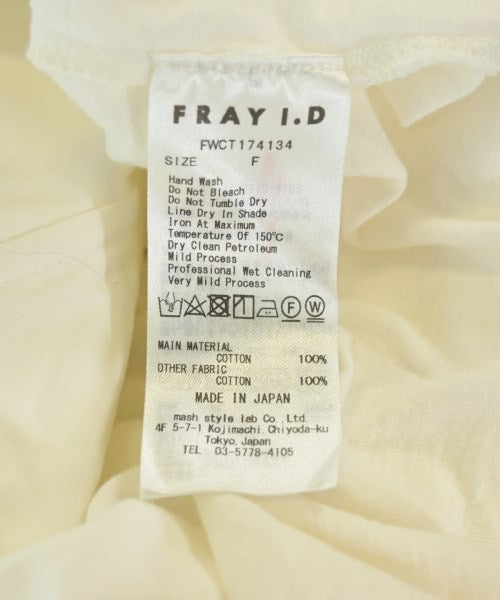 FRAY I.D
FWCT174134
SIZE F
Hand Wash
Do Not Bleach
Do Not Tumble Dry
Line Dry In Shade
Iron At Maximum
Temperature Of 150℃
Dry Clean Petroleum
Mild Process
Professional Wet Cleaning
Very Mild Process
F W
MAIN MATERIAL
COTTON 100%
OTHER FABRIC
COTTON 100%
MADE IN JAPAN
mash style lab Co., Ltd.
4F 5-7-1 Kojimachi, Chiyoda-ku
Tokyo, Japan
TEL 03-5778-4105